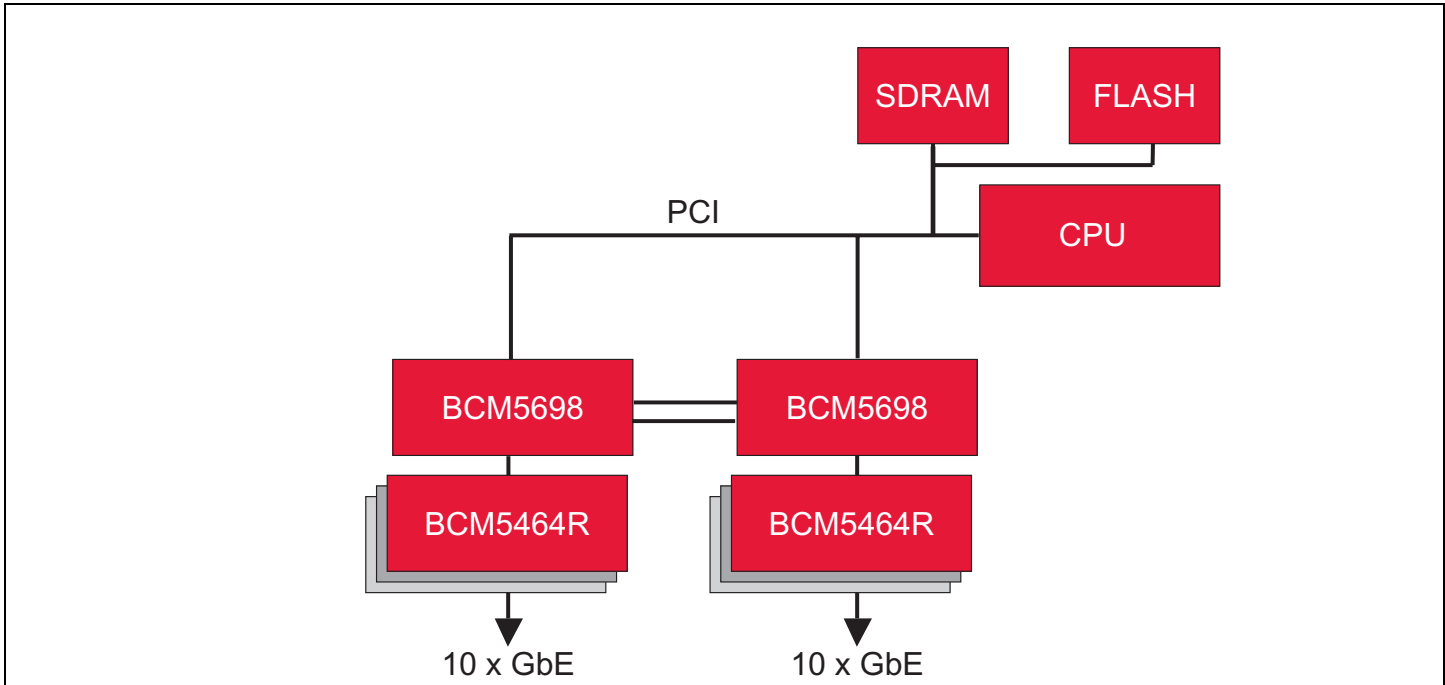 SDRAM
FLASH
PCI
CPU
BCM5698
BCM5698
BCM5464R
BCM5464R
10 x GbE
10 x GbE